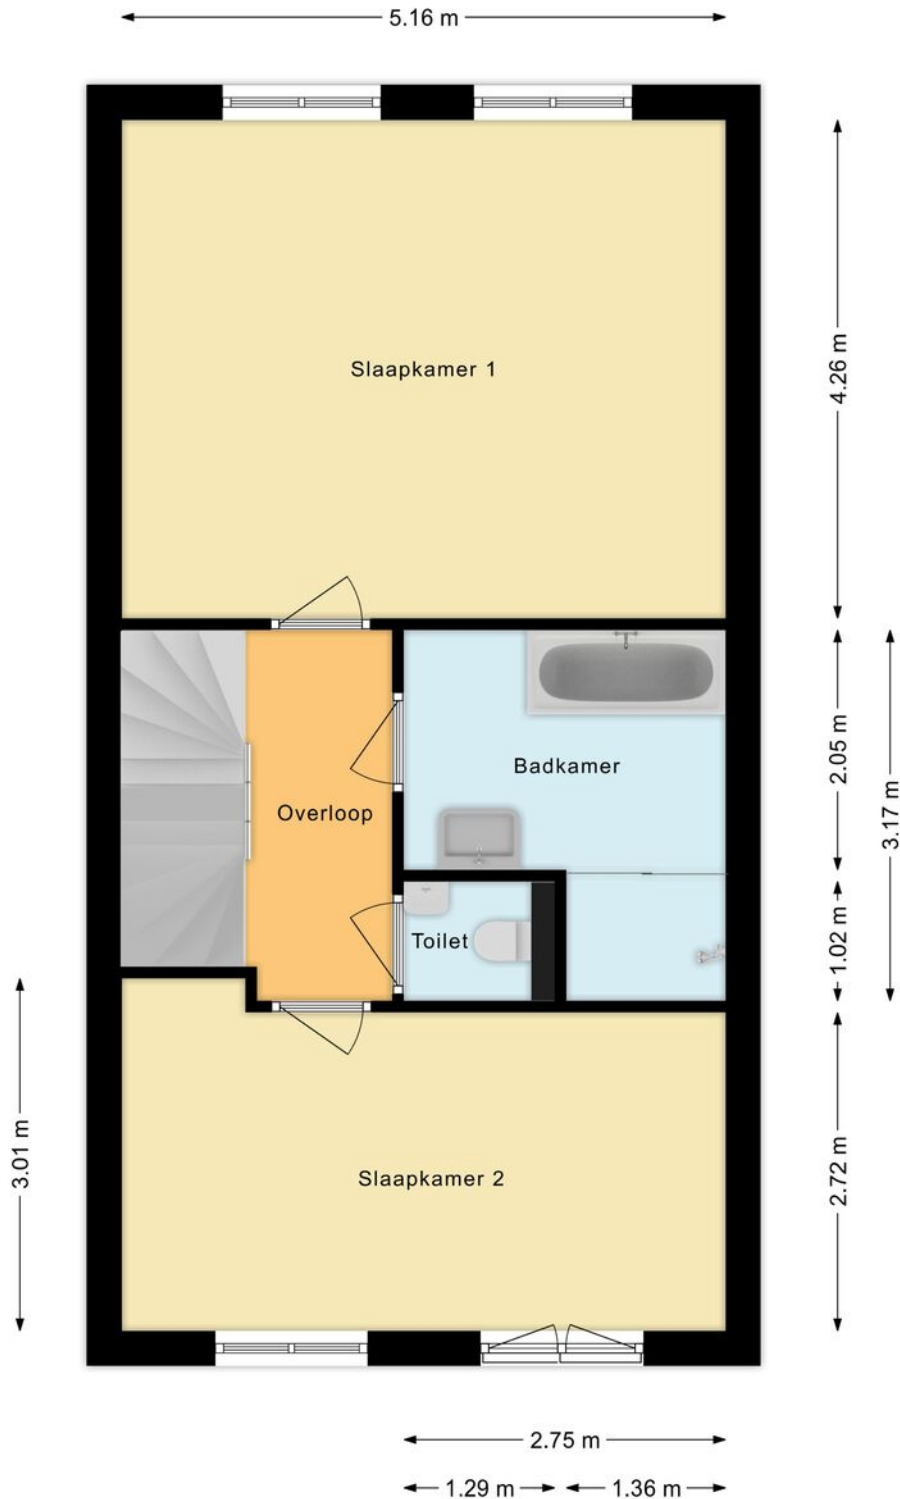 5.16 m
Slaapkamer 1
4.26 m
Badkamer
2.05 m
Overloop
3.17 m
Toilet
1.02 m
3.01 m
Slaapkamer 2
2.72 m
2.75 m
1.29 m
1.36 m